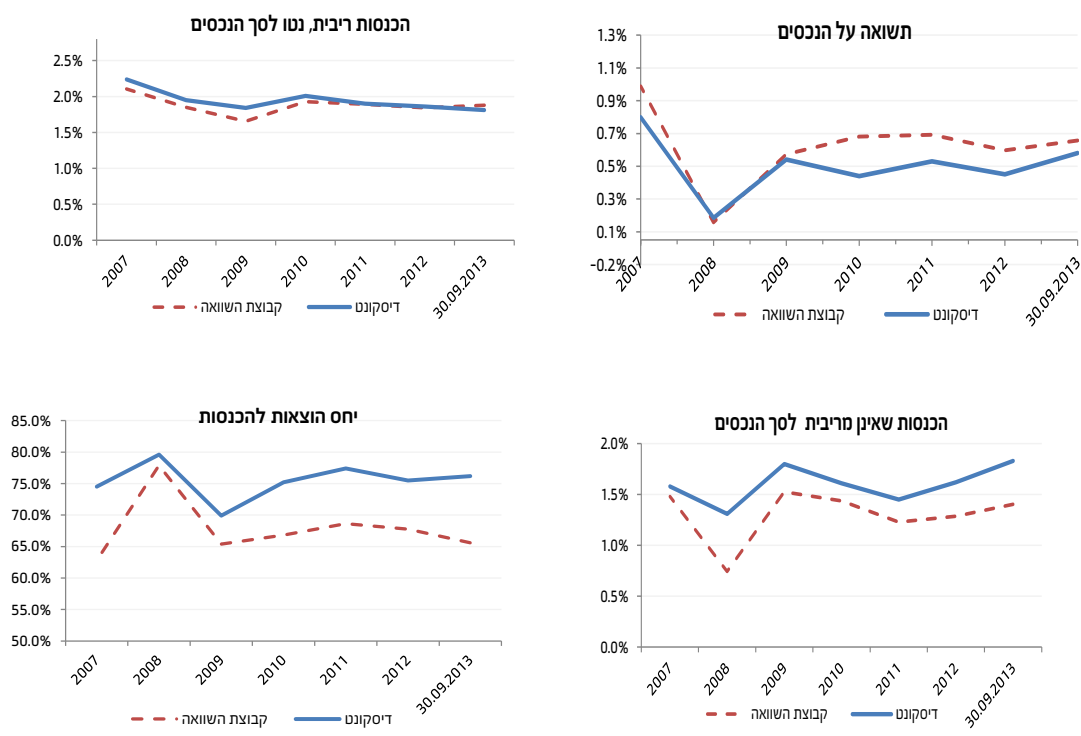 הכנסות ריבית, נטו לסך הנכסים
2.5%
2.0%
1.5%
1.0%
0.5%
0.0%
2007 2008 2009 2010 2011 2012 30.09.2013
דיסקונט קבוצת השוואה
תשואה על הנכסים
1.3%
1.1%
0.9%
0.7%
0.5%
0.3%
0.1%
-0.2%
2007 2008 2009 2010 2011 2012 30.09.2013
דיסקונט קבוצת השוואה
יחס הוצאות להכנסות
85.0%
80.0%
75.0%
70.0%
65.0%
60.0%
55.0%
50.0%
2007 2008 2009 2010 2011 2012 30.09.2013
דיסקונט קבוצת השוואה
הכנסות שאינן מריבית לסך הנכסים
2.0%
1.5%
1.0%
0.5%
0.0%
2007 2008 2009 2010 2011 2012 30.09.2013
דיסקונט קבוצת השוואה